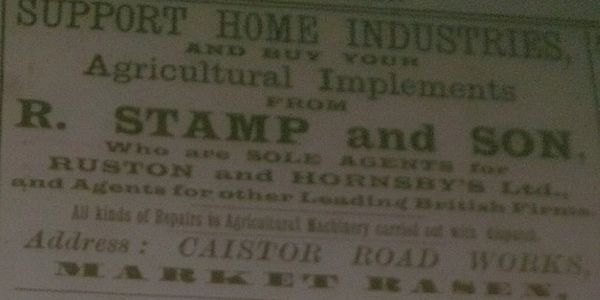 SUPPORT HOME INDUSTRIES,
AND BUY YOUR
Agricultural Implements
FROM
R. STAMP and SON,
Who are SOLE AGENTS for
RUSTON and HORNSBY'S Ltd.,
and Agents for other Leading British Firms.
All kinds of Repairs to Agricultural Machinery carried out with dispatch.
Address: CAISTOR ROAD WORKS,
MARKET RASEN.